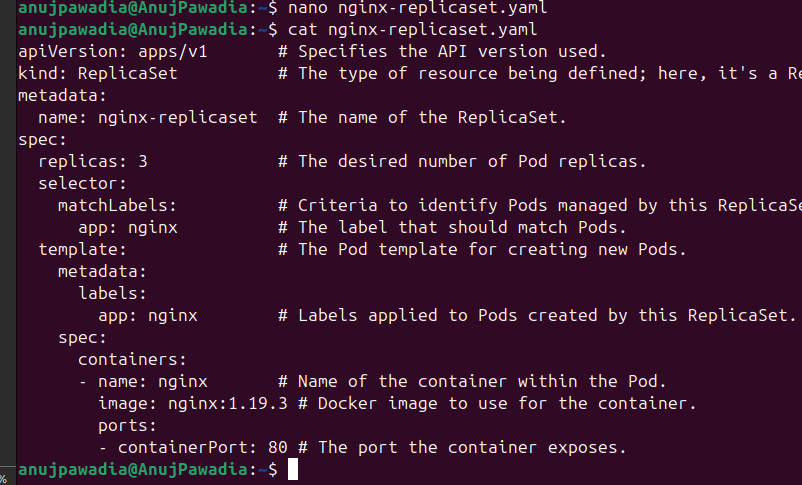 anujpawadia@AnujPawadia:~$ nano nginx-replicaset.yaml
anujpawadia@AnujPawadia:~$ cat nginx-replicaset.yaml
apiVersion: apps/v1       # Specifies the API version used.
kind: ReplicaSet          # The type of resource being defined; here, it's a Re
metadata:
  name: nginx-replicaset  # The name of the ReplicaSet.
spec:
  replicas: 3             # The desired number of Pod replicas.
  selector:
    matchLabels:          # Criteria to identify Pods managed by this ReplicaSe
      app: nginx          # The label that should match Pods.
  template:               # The Pod template for creating new Pods.
    metadata:
      labels:
        app: nginx        # Labels applied to Pods created by this ReplicaSet.
    spec:
      containers:
      - name: nginx       # Name of the container within the Pod.
        image: nginx:1.19.3 # Docker image to use for the container.
        ports:
        - containerPort: 80 # The port the container exposes.
anujpawadia@AnujPawadia:~$
%